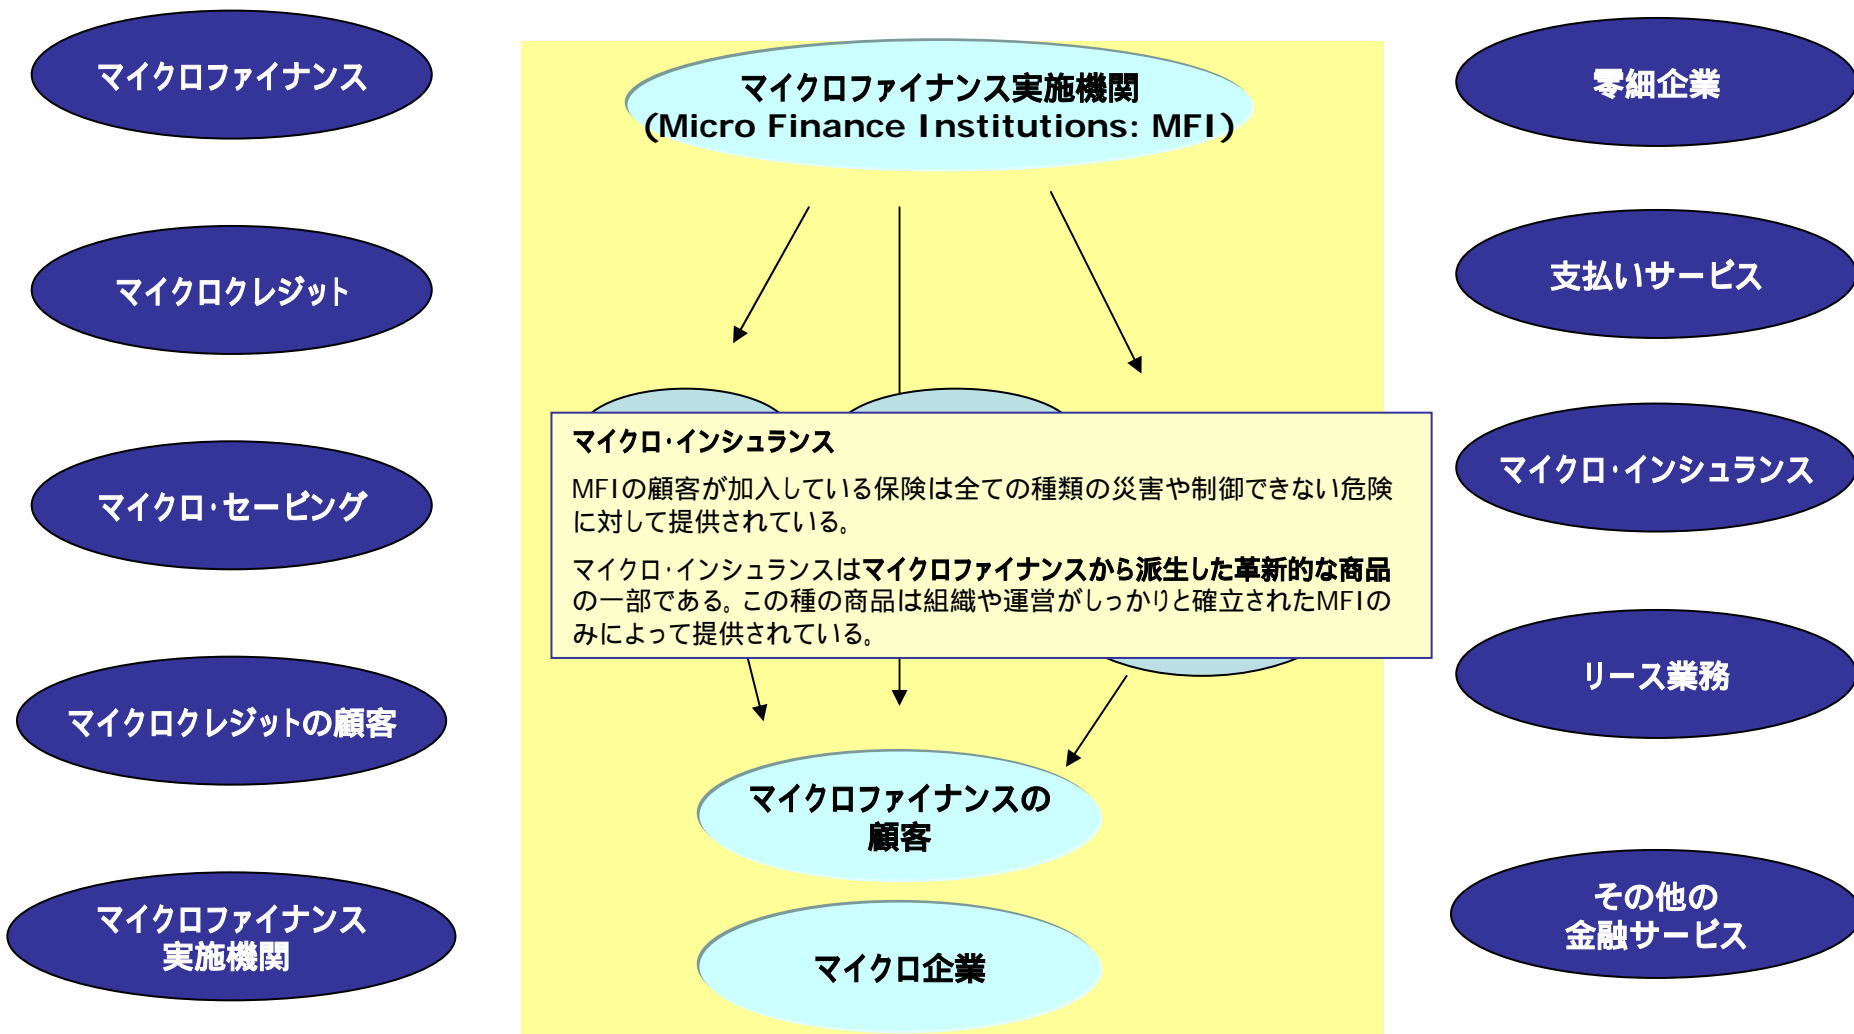 マイクロファイナンス
マイクロクレジット
マイクロ・セービング
マイクロクレジットの顧客
マイクロファイナンス
実施機関
マイクロファイナンス実施機関
(Micro Finance Institutions: MFI)
マイクロ・インシュランス
MFIの顧客が加入している保険は全ての種類の災害や制御できない危険
に対して提供されている。
マイクロ・インシュランスはマイクロファイナンスから派生した革新的な商品
の一部である。この種の商品は組織や運営がしっかりと確立されたMFIの
みによって提供されている。
マイクロファイナンスの
顧客
マイクロ企業
零細企業
支払いサービス
マイクロ・インシュランス
リース業務
その他の
金融サービス